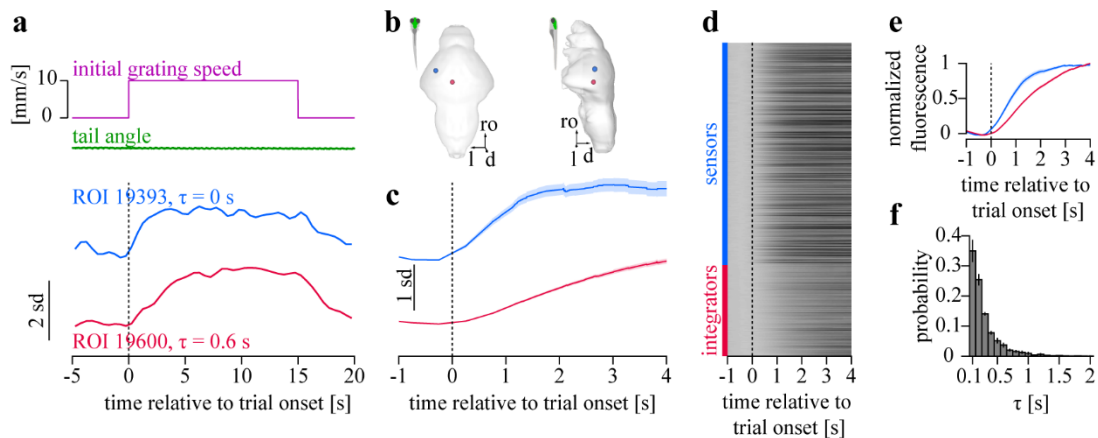 a
initial grating speed
[mm/s]
10
0
tail angle
ROI 19393, τ = 0 s
2 sd
ROI 19600, τ = 0.6 s
-5 0 5 10 15 20
time relative to trial onset [s]
b
ro
l d
ro
l d
c
1 sd
-1 0 1 2 3 4
time relative to trial onset [s]
d
sensors
integrators
-1 0 1 2 3 4
time relative to
trial onset [s]
e
normalized
fluorescence
1
0.5
0
-1 0 1 2 3 4
time relative to
trial onset [s]
f
probability
0.4
0.3
0.2
0.1
0
0.1 0.5 1.0 1.5 2.0
τ [s]